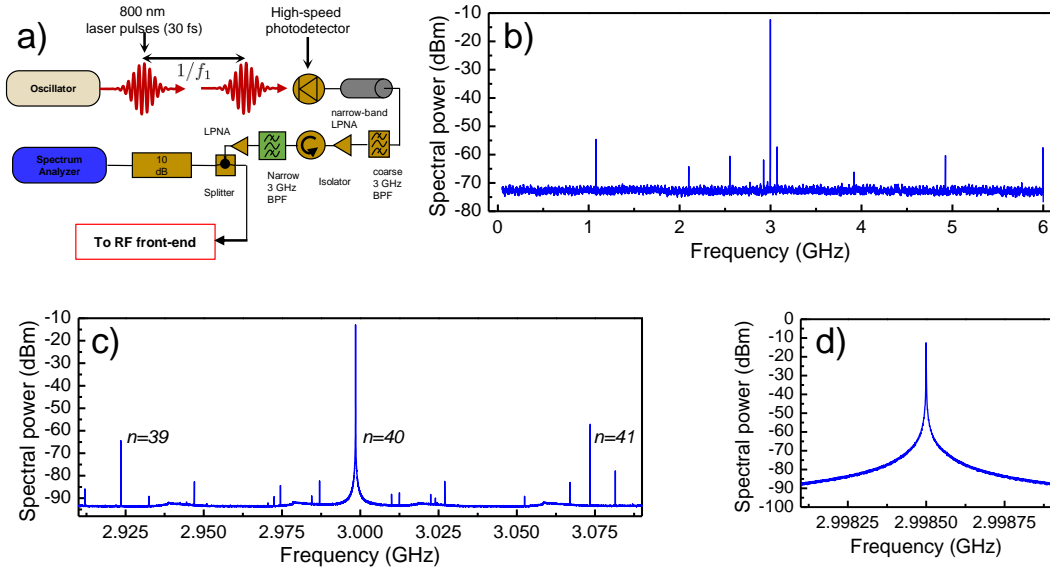 a)
800 nm
laser pulses (30 fs)
High-speed
photodetector
1/f₁
Oscillator
narrow-band
LPNA
LPNA
Spectrum
Analyzer
10
dB
Splitter
Narrow
3 GHz
BPF
Isolator
coarse
3 GHz
BPF
To RF front-end
b)
Spectral power (dBm)
-10
-20
-30
-40
-50
-60
-70
-80
0 1 2 3 4 5 6
Frequency (GHz)
c)
Spectral power (dBm)
-10
-20
-30
-40
-50
-60
-70
-80
-90
n=39
n=40
n=41
2.925 2.950 2.975 3.000 3.025 3.050 3.075
Frequency (GHz)
d)
Spectral power (dBm)
0
-10
-20
-30
-40
-50
-60
-70
-80
-90
-100
2.99825 2.99850 2.99875
Frequency (GHz)